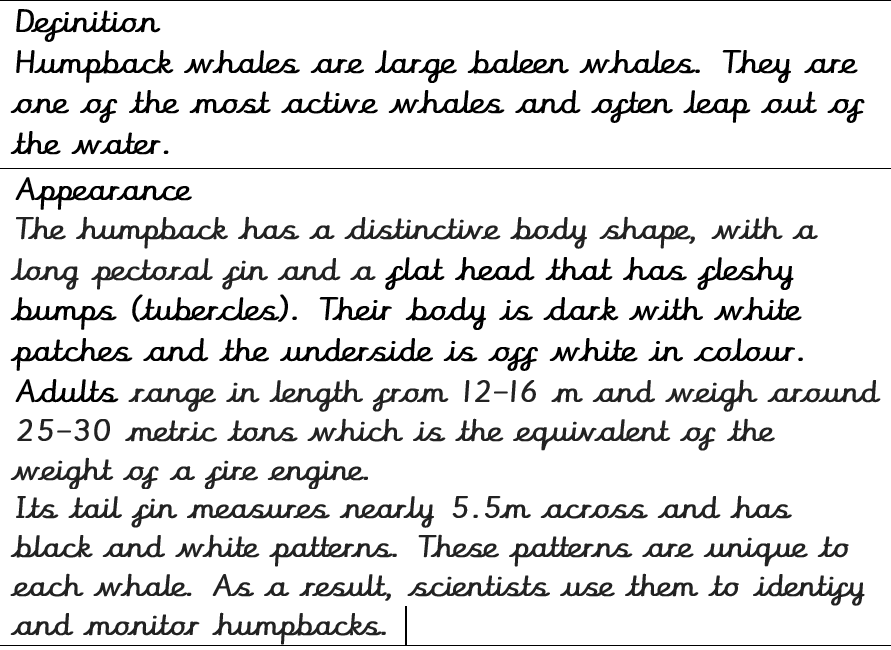 Definition
Humpback whales are large baleen whales. They are
one of the most active whales and often leap out of
the water.
Appearance
The humpback has a distinctive body shape, with a
long pectoral fin and a flat head that has fleshy
bumps (tubercles). Their body is dark with white
patches and the underside is off white in colour.
Adults range in length from 12-16 m and weigh around
25-30 metric tons which is the equivalent of the
weight of a fire engine.
Its tail fin measures nearly 5.5m across and has
black and white patterns. These patterns are unique to
each whale. As a result, scientists use them to identify
and monitor humpbacks.